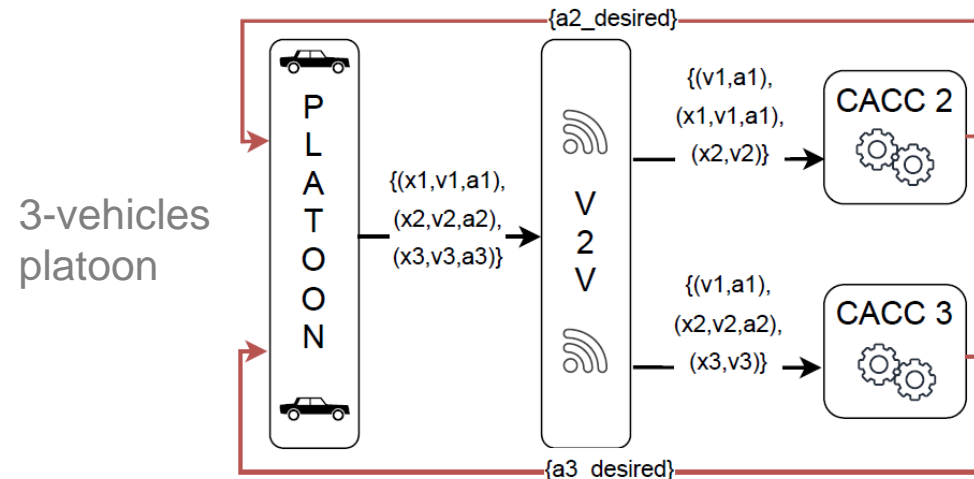 {a2_desired}
3-vehicles
platoon
P
L
A
T
O
O
N
{(x1,v1,a1),
(x2,v2,a2),
(x3,v3,a3)}
V
2
V
{(v1,a1),
(x1,v1,a1),
(x2,v2)}
CACC 2
{(v1,a1),
(x2,v2,a2),
(x3,v3)}
CACC 3
{a3_desired}